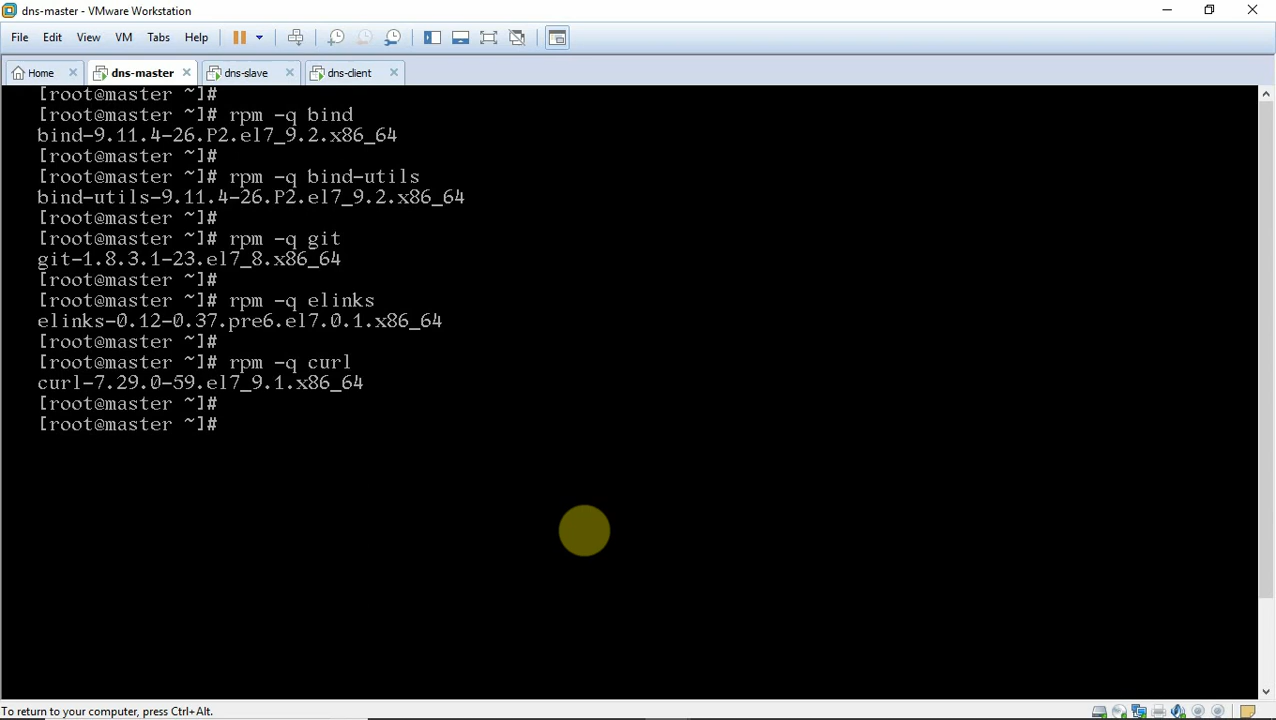 dns-master - VMware Workstation
File Edit View VM Tabs Help
Home dns-master dns-slave dns-client
[root@master ~]#
[root@master ~]# rpm -q bind
bind-9.11.4-26.P2.el7_9.2.x86_64
[root@master ~]#
[root@master ~]# rpm -q bind-utils
bind-utils-9.11.4-26.P2.el7_9.2.x86_64
[root@master ~]#
[root@master ~]# rpm -q git
git-1.8.3.1-23.el7_8.x86_64
[root@master ~]#
[root@master ~]# rpm -q elinks
elinks-0.12-0.37.pre6.el7.0.1.x86_64
[root@master ~]#
[root@master ~]# rpm -q curl
curl-7.29.0-59.el7_9.1.x86_64
[root@master ~]#
[root@master ~]#
To return to your computer, press Ctrl+Alt.